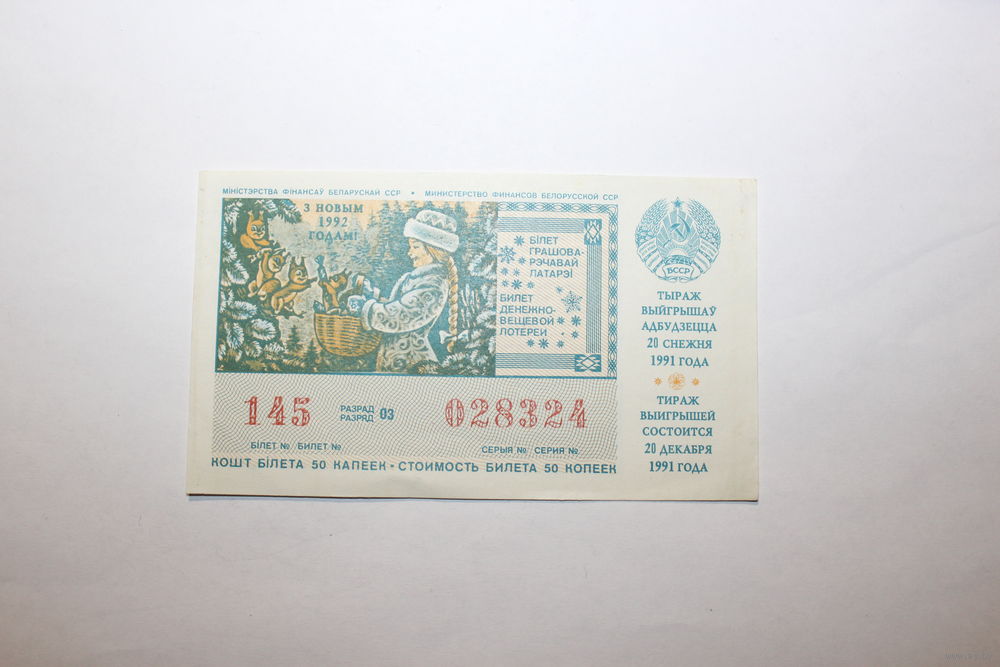 МІНІСТЭРСТВА ФІНАНСАЎ БЕЛАРУСКАЙ ССР • МИНИСТЕРСТВО ФИНАНСОВ БЕЛОРУССКОЙ ССР
З НОВЫМ
1992
ГОДАМ!
БІЛЕТ
ГРАШОВА-
РЭЧАВАЙ
ЛАТАРЭІ
БИЛЕТ
ДЕНЕЖНО-
ВЕЩЕВОЙ
ЛОТЕРЕИ
145
РАЗРАД
РАЗРЯД 03
028324
БІЛЕТ № БИЛЕТ №
СЕРЫЯ № СЕРИЯ №
КОШТ БІЛЕТА 50 КАПЕЕК - СТОИМОСТЬ БИЛЕТА 50 КОПЕЕК
БССР
ТЫРАЖ
ВЫЙГРЫШАЎ
АДБУДЗЕЦЦА
20 СНЕЖНЯ
1991 ГОДА
ТИРАЖ
ВЫИГРЫШЕЙ
СОСТОИТСЯ
20 ДЕКАБРЯ
1991 ГОДА